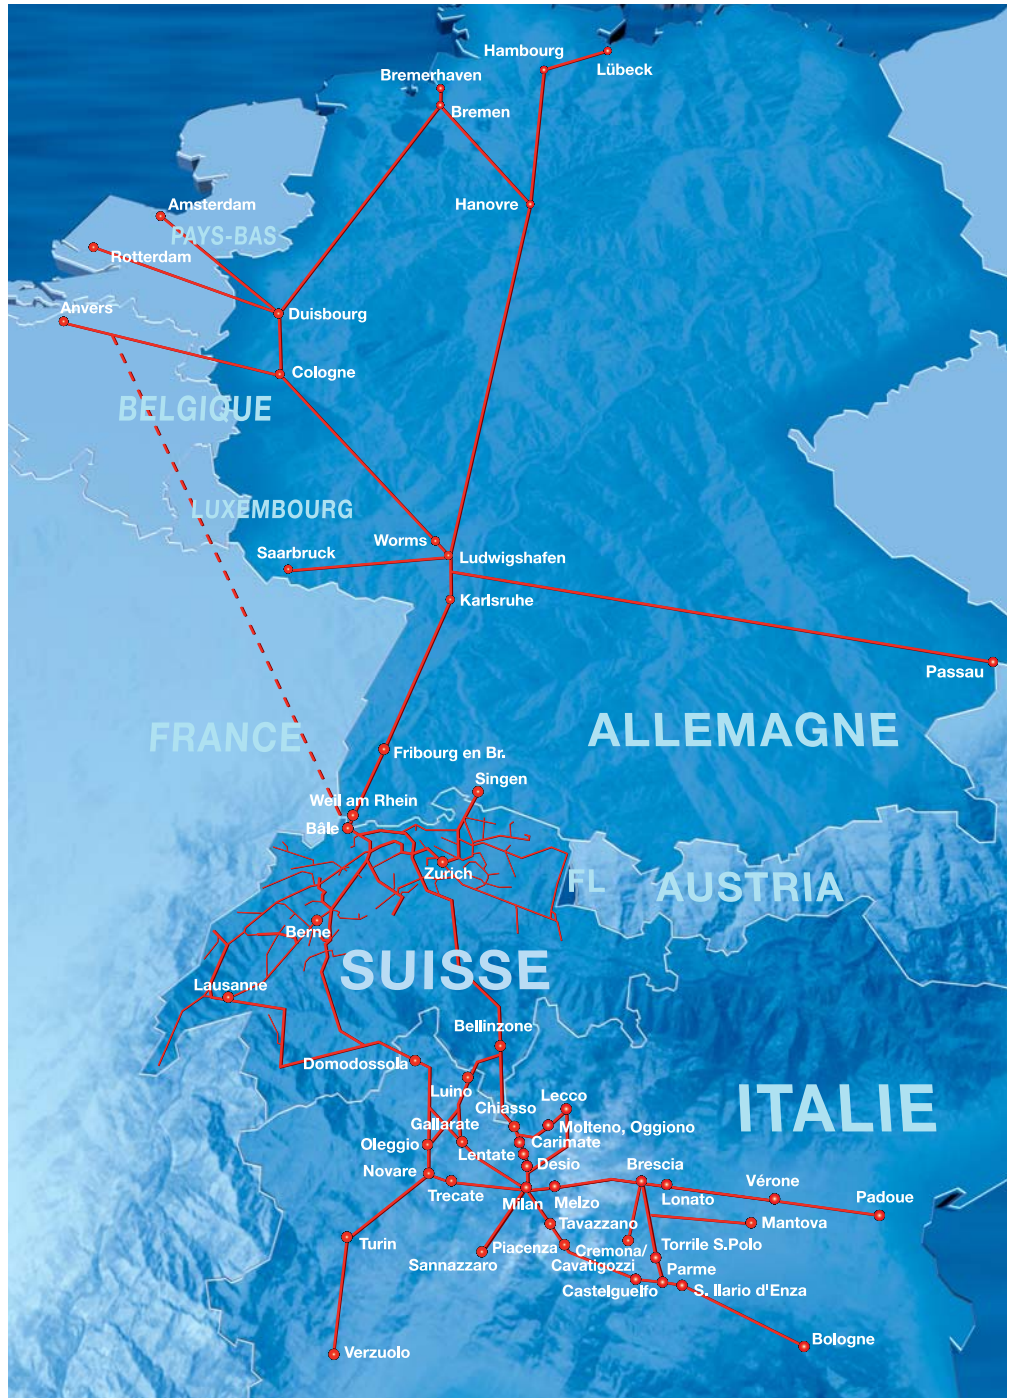 Hambourg
Lübeck
Bremerhaven
Bremen
Hanovre
Amsterdam
PAYS-BAS
Rotterdam
Anvers
Duisbourg
Cologne
BELGIQUE
LUXEMBOURG
Worms
Saarbruck
Ludwigshafen
Karlsruhe
Passau
FRANCE
ALLEMAGNE
Fribourg en Br.
Singen
Weil am Rhein
Bâle
Zurich
FL
AUSTRIA
Berne
SUISSE
Lausanne
Bellinzone
Domodossola
Luino
Lecco
Chiasso
ITALIE
Gallarate
Molteno, Oggiono
Oleggio
Carimate
Lentate
Desio
Novare
Brescia
Vérone
Trecate
Milan
Melzo
Lonato
Padoue
Tavazzano
Mantova
Turin
Piacenza
Cremona/
Cavatigozzi
Torrile S.Polo
Sannazzaro
Parme
Castelguelfo
S. Ilario d'Enza
Bologne
Verzuolo